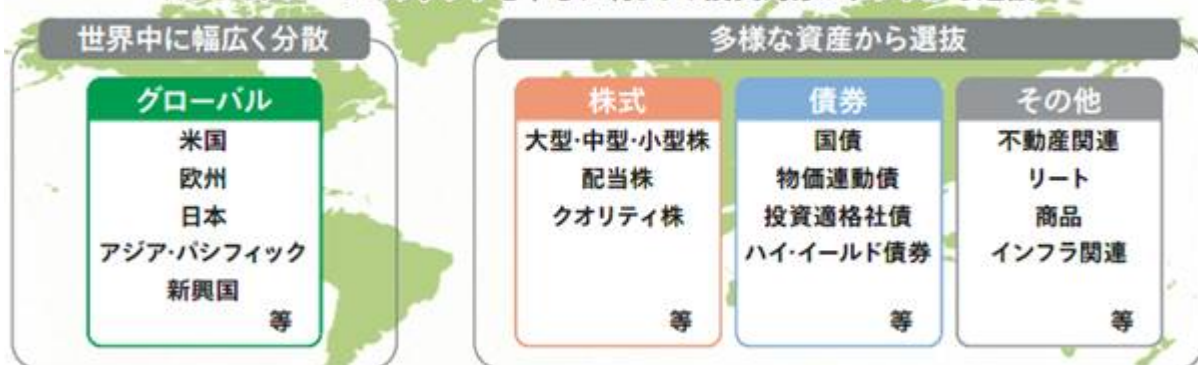 世界中に幅広く分散
グローバル
米国
欧州
日本
アジア・パシフィック
新興国
等
多様な資産から選抜
株式
大型・中型・小型株
配当株
クオリティ株
等
債券
国債
物価連動債
投資適格社債
ハイ・イールド債券
等
その他
不動産関連
リート
商品
インフラ関連
等